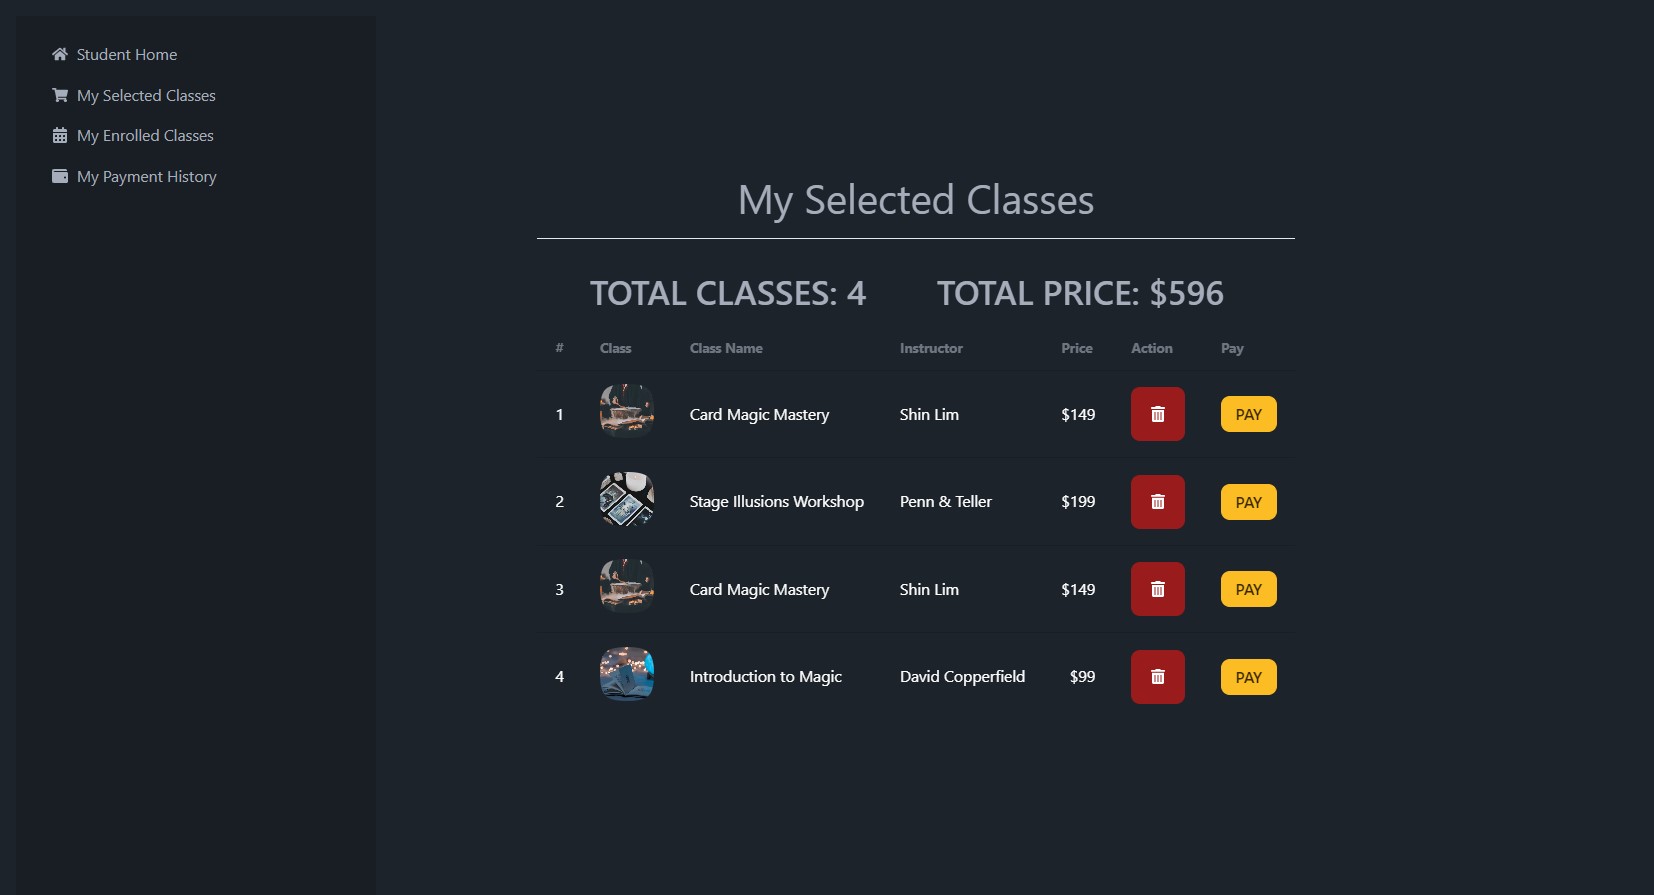 Student Home
My Selected Classes
My Enrolled Classes
My Payment History
My Selected Classes
TOTAL CLASSES: 4 TOTAL PRICE: $596
# Class Class Name Instructor Price Action Pay
1 Card Magic Mastery Shin Lim $149 PAY
2 Stage Illusions Workshop Penn & Teller $199 PAY
3 Card Magic Mastery Shin Lim $149 PAY
4 Introduction to Magic David Copperfield $99 PAY